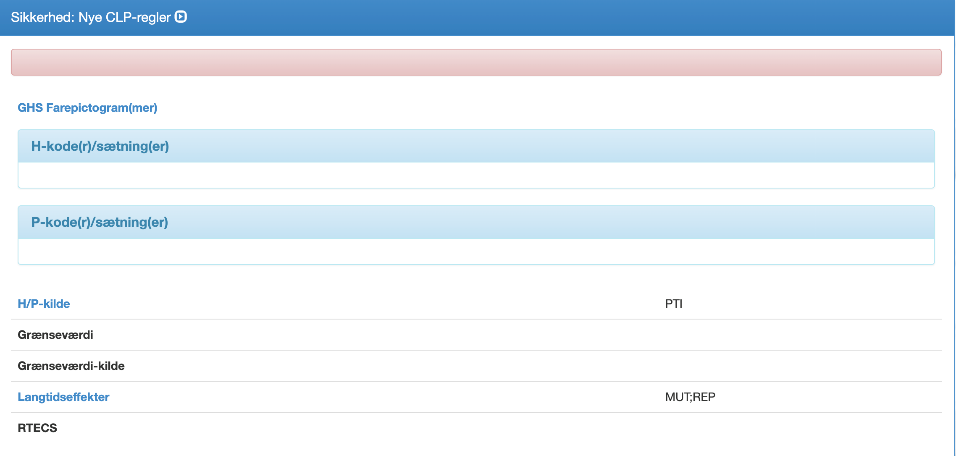 Sikkerhed: Nye CLP-regler
GHS Farepictogram(mer)
H-kode(r)/sætning(er)
P-kode(r)/sætning(er)
H/P-kilde PTI
Grænseværdi
Grænseværdi-kilde
Langtidseffekter MUT;REP
RTECS